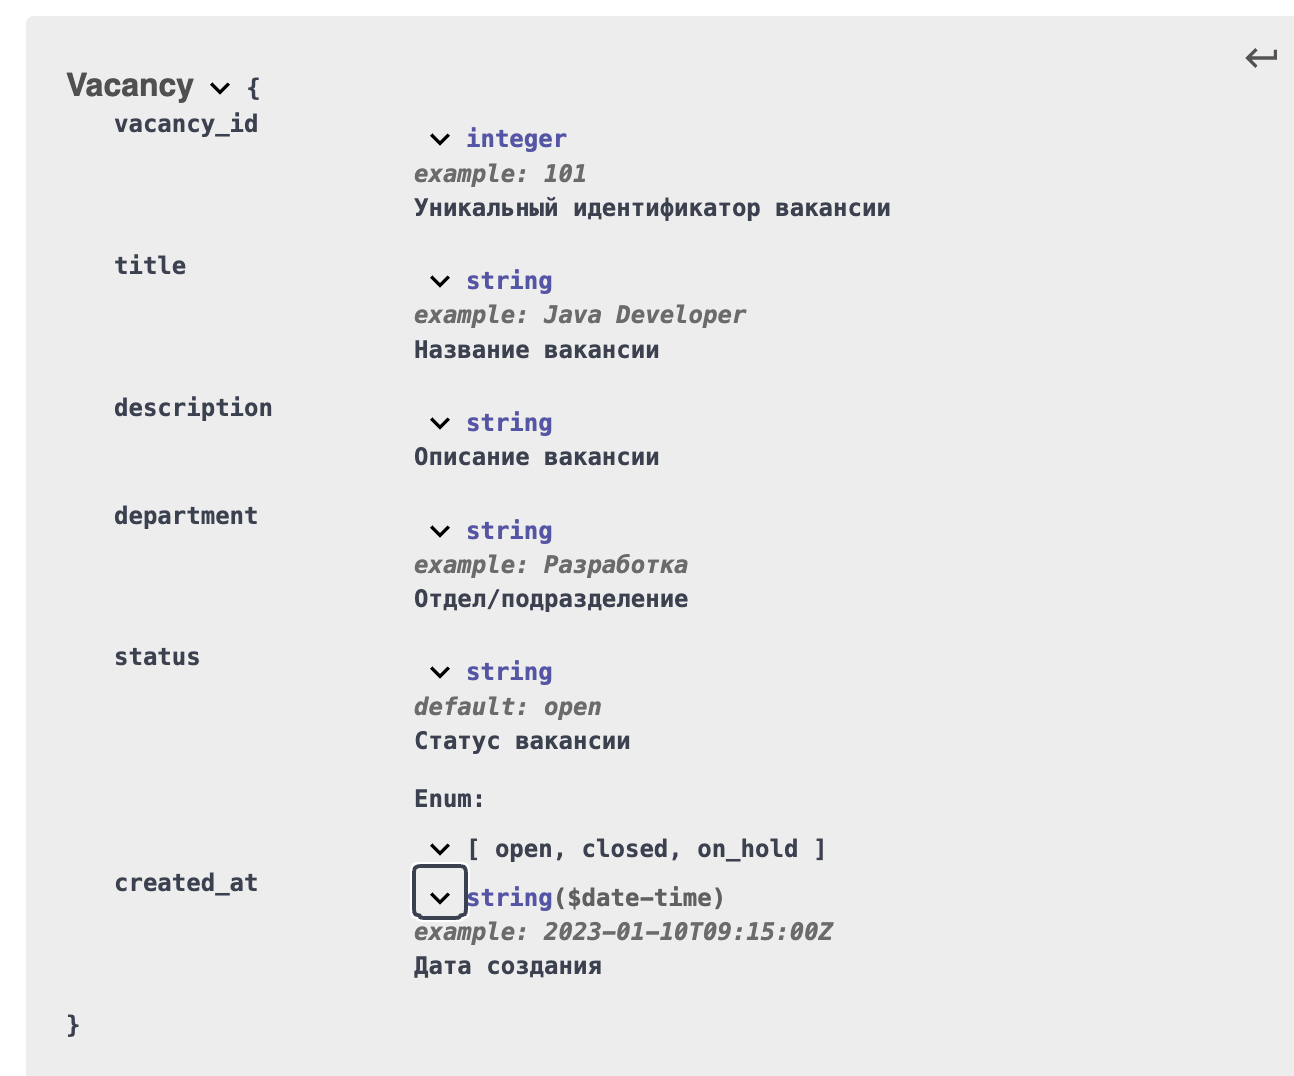 Vacancy {
vacancy_id
integer
example: 101
Уникальный идентификатор вакансии
title
string
example: Java Developer
Название вакансии
description
string
Описание вакансии
department
string
example: Разработка
Отдел/подразделение
status
string
default: open
Статус вакансии
Enum:
[ open, closed, on_hold ]
created_at
string($date-time)
example: 2023-01-10T09:15:00Z
Дата создания
}